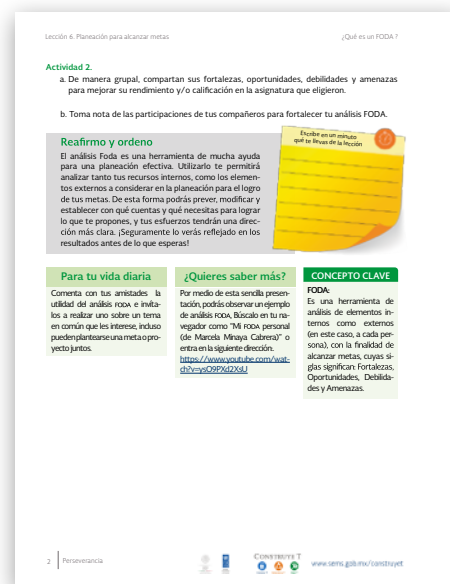 Lección 6. Planeación para alcanzar metas
¿Qué es un FODA ?
Actividad 2.
a. De manera grupal, compartan sus fortalezas, oportunidades, debilidades y amenazas
para mejorar su rendimiento y/o calificación en la asignatura que eligieron.
b. Toma nota de las participaciones de tus compañeros para fortalecer tu análisis FODA.
Reafirmo y ordeno
El análisis Foda es una herramienta de mucha ayuda
para una planeación efectiva. Utilizarlo te permitirá
analizar tanto tus recursos internos, como los elemen-
tos externos a considerar en la planeación para el logro
de tus metas. De esta forma podrás prever, modificar y
establecer con qué cuentas y qué necesitas para lograr
lo que te propones, y tus esfuerzos tendrán una direc-
ción más clara. ¡Seguramente lo verás reflejado en los
resultados antes de lo que esperas!
Escribe en un minuto
qué te llevas de la lección
Para tu vida diaria
Comenta con tus amistades la
utilidad del análisis FODA e invita-
los a realizar uno sobre un tema
en común que les interese, incluso
pueden plantearse una meta o pro-
yecto juntos.
¿Quieres saber más?
Por medio de esta sencilla presen-
tación, podrás observar un ejemplo
de análisis FODA, Búscalo en tu na-
vegador como "Mi FODA personal
(de Marcela Minaya Cabrera)" o
entra en la siguiente dirección.
https://www.youtube.com/wat-
ch?v=ysO9PXd2XsU
CONCEPTO CLAVE
FODA:
Es una herramienta de
análisis de elementos in-
ternos como externos
(en este caso, a cada per-
sona), con la finalidad de
alcanzar metas, cuyas si-
glas significan: Fortalezas,
Oportunidades, Debilida-
des y Amenazas.
2
Perseverancia
CONSTRUYE T
www.sems.gob.mx/construyet